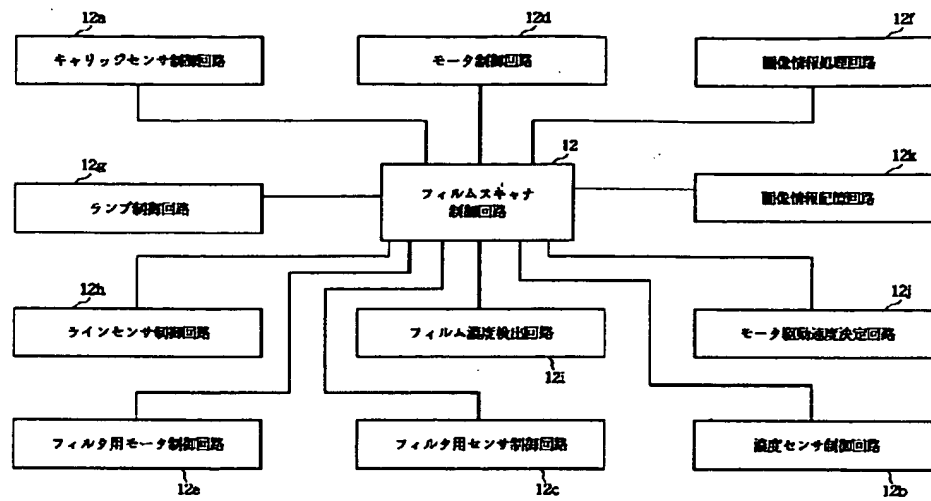 12a
キャリッジセンサ制御回路
12d
モータ制御回路
12f
画像情報処理回路
12g
ランプ制御回路
12
フィルムスキャナ
制御回路
12k
画像情報記憶回路
12h
ラインセンサ制御回路
フィルム濃度検出回路
12i
12j
モータ駆動速度決定回路
フィルタ用モータ制御回路
12e
フィルタ用センサ制御回路
12c
濃度センサ制御回路
12b